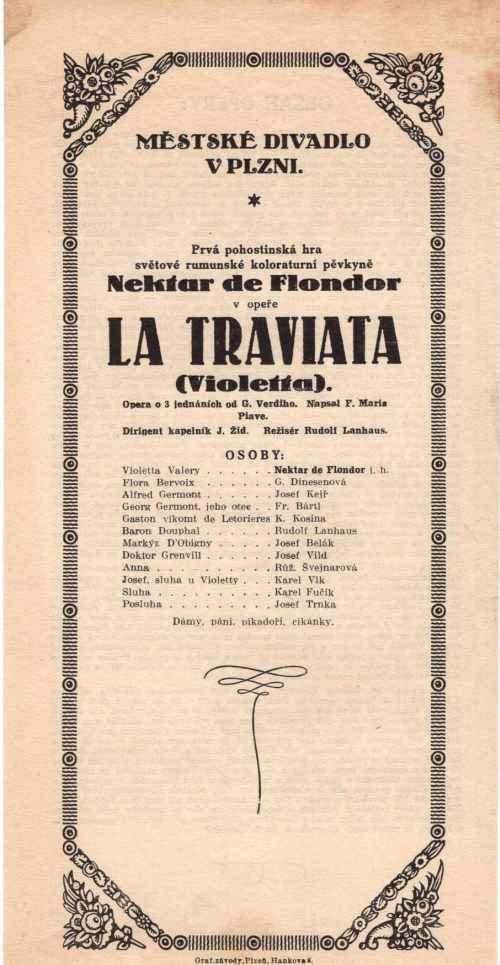 MĚSTSKÉ DIVADLO
V PLZNI.
Prvá pohostinská hra
světové rumunské koloraturní pěvkyně
Nektar de Flondor
v opeře
LA TRAVIATA
(Violetta).
Opera o 3 jednáních od G. Verdiho. Napsal F. Maria
Piave.
Dirigent kapelník J. Žid. Režisér Rudolf Lanhaus.
OSOBY:
Violetta Valery . . . . . . Nektar de Flondor j. h.
Flora Bervoix . . . . . . . G. Dinesenová
Alfred Germont . . . . . . Josef Kejř
Georg Germont, jeho otec . . Fr. Bártl
Gaston vikomt de Letorieres K. Kosina
Baron Douphal . . . . . . Rudolf Lanhaus
Markýz D'Obigny . . . . . Josef Belák
Doktor Grenvill . . . . . . Josef Vild
Anna . . . . . . . . . . . Růž. Švejnarová
Josef, sluha u Violetty . . . Karel Vlk
Sluha . . . . . . . . . . Karel Fučík
Posluha . . . . . . . . . Josef Trnka
Dámy, páni, pikadoři, cikánky.
Graf. závody, Plzeň, Hankova 4.